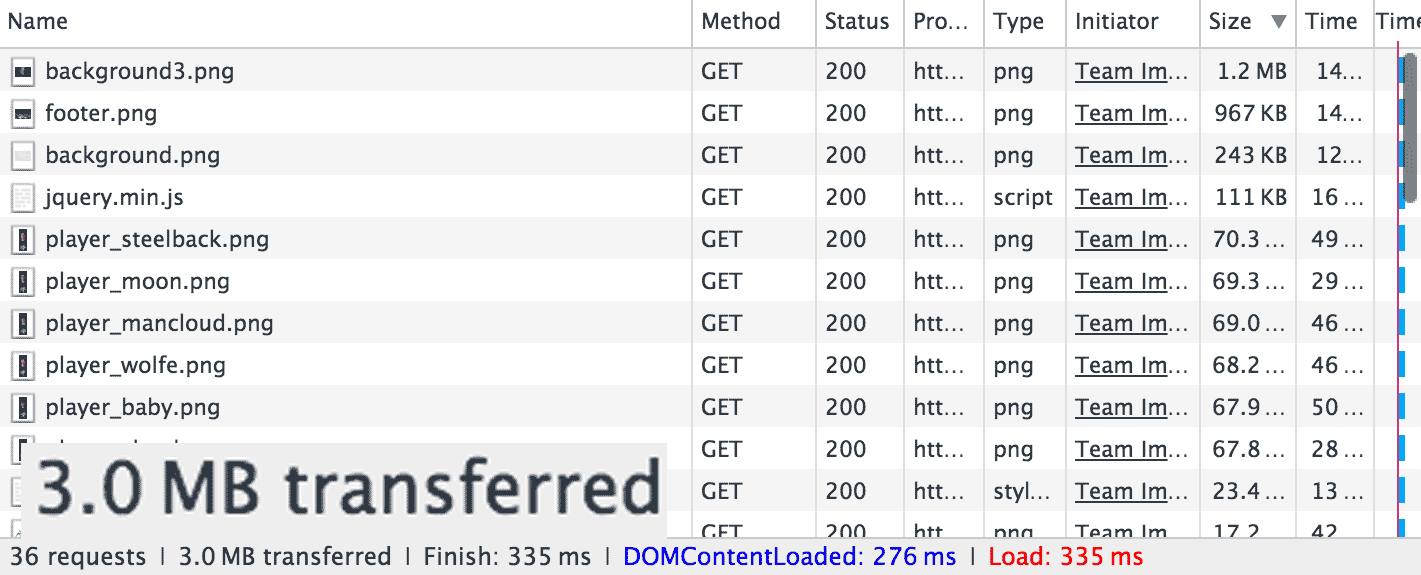 Name Method Status Pro... Type Initiator Size ▼ Time Time
background3.png GET 200 htt... png Team Im... 1.2 MB 14...
footer.png GET 200 htt... png Team Im... 967 KB 14...
background.png GET 200 htt... png Team Im... 243 KB 12...
jquery.min.js GET 200 htt... script Team Im... 111 KB 16 ...
player_steelback.png GET 200 htt... png Team Im... 70.3 ... 49 ...
player_moon.png GET 200 htt... png Team Im... 69.3 ... 29 ...
player_mancloud.png GET 200 htt... png Team Im... 69.0 ... 46 ...
player_wolfe.png GET 200 htt... png Team Im... 68.2 ... 46 ...
player_baby.png GET 200 htt... png Team Im... 67.9 ... 50 ...
GET 200 htt... png Team Im... 67.8 ... 28 ...
3.0 MB transferred
GET 200 htt... styl... Team Im... 23.4 ... 13 ...
GET 200 htt... png Team Im... 17.2 ... 42 ...
36 requests | 3.0 MB transferred | Finish: 335 ms | DOMContentLoaded: 276 ms | Load: 335 ms